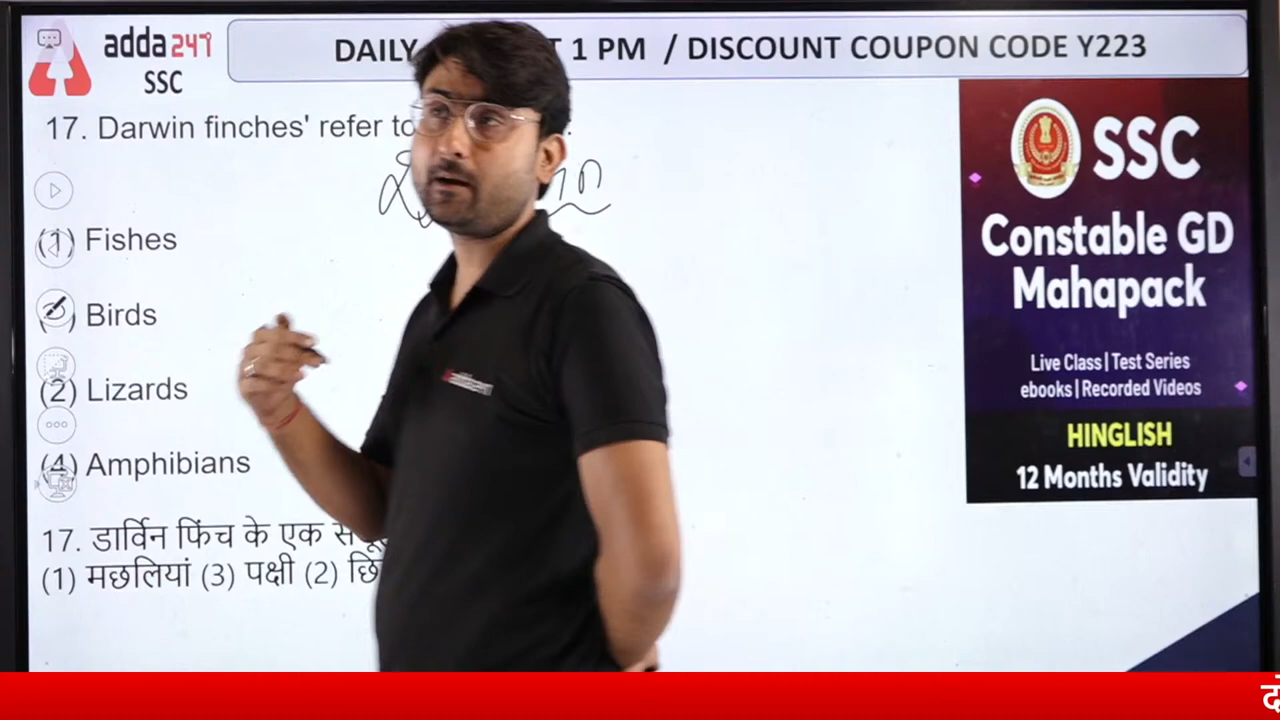 adda247
SSC
DAILY T 1 PM / DISCOUNT COUPON CODE Y223
17. Darwin finches' refer to
(1) Fishes
Birds
(2) Lizards
(4) Amphibians
17. डार्विन फिंच के एक
(1) मछलियां (3) पक्षी (2)
SSC
Constable GD
Mahapack
Live Class | Test Series
ebooks | Recorded Videos
HINGLISH
12 Months Validity